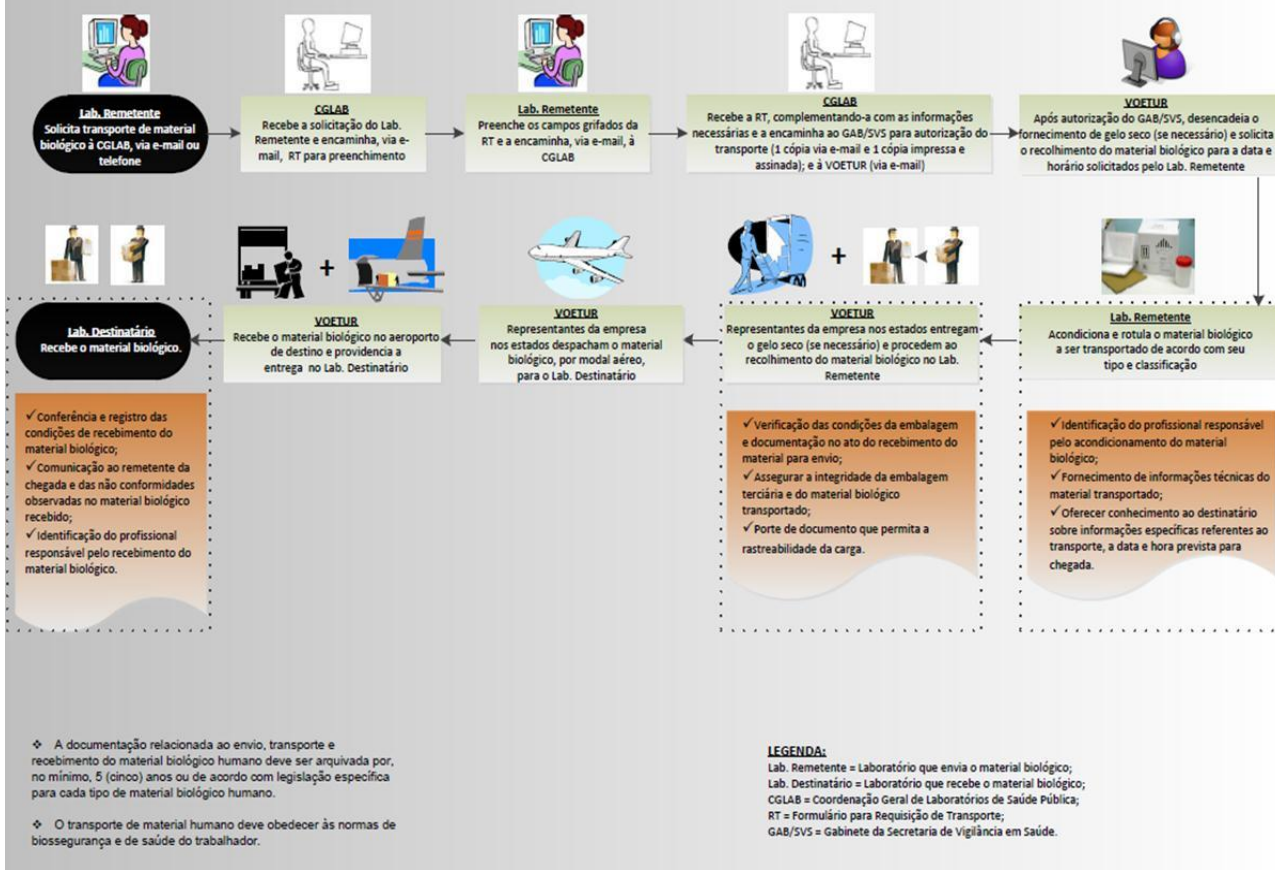 Lab. Remetente
Solicita transporte de material
biológico à CGLAB, via e-mail ou
telefone
CGLAB
Recebe a solicitação do Lab.
Remetente e encaminha, via e-
mail, RT para preenchimento
Lab. Remetente
Preenche os campos grifados da
RT e a encaminha, via e-mail, à
CGLAB
CGLAB
Recebe a RT, complementando-a com as informações
necessárias e a encaminha ao GAB/SVS para autorização do
transporte (1 cópia via e-mail e 1 cópia impressa e
assinada); e à VOETUR (via e-mail)
VOETUR
Após autorização do GAB/SVS, desencadeia o
fornecimento de gelo seco (se necessário) e solicita
o recolhimento do material biológico para a data e
horário solicitados pelo Lab. Remetente
Lab. Remetente
Acondiciona e rotula o material biológico
a ser transportado de acordo com seu
tipo e classificação
+
VOETUR
Representantes da empresa nos estados entregam
o gelo seco (se necessário) e procedem ao
recolhimento do material biológico no Lab.
Remetente
VOETUR
Representantes da empresa
nos estados despacham o material
biológico, por modal aéreo,
para o Lab. Destinatário
+
VOETUR
Recebe o material biológico no aeroporto
de destino e providencia a
entrega no Lab. Destinatário
Lab. Destinatário
Recebe o material biológico.
✓Conferência e registro das
condições de recebimento do
material biológico;
✓Comunicação ao remetente da
chegada e das não conformidades
observadas no material biológico
recebido;
✓Identificação do profissional
responsável pelo recebimento do
material biológico.
✓Verificação das condições da embalagem
e documentação no ato do recebimento do
material para envio;
✓Assegurar a integridade da embalagem
terciária e do material biológico
transportado;
✓Porte de documento que permita a
rastreabilidade da carga.
✓Identificação do profissional responsável
pelo acondicionamento do material
biológico;
✓Fornecimento de informações técnicas do
material transportado;
✓Oferecer conhecimento ao destinatário
sobre informações específicas referentes ao
transporte, a data e hora prevista para
chegada.
❖ A documentação relacionada ao envio, transporte e
recebimento do material biológico humano deve ser arquivada por,
no mínimo, 5 (cinco) anos ou de acordo com legislação específica
para cada tipo de material biológico humano.
❖ O transporte de material humano deve obedecer às normas de
biossegurança e de saúde do trabalhador.
LEGENDA:
Lab. Remetente = Laboratório que envia o material biológico;
Lab. Destinatário = Laboratório que recebe o material biológico;
CGLAB = Coordenação Geral de Laboratórios de Saúde Pública;
RT = Formulário para Requisição de Transporte;
GAB/SVS = Gabinete da Secretaria de Vigilância em Saúde.